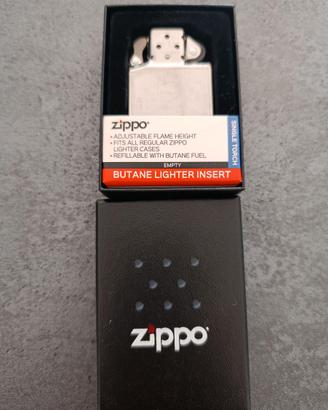 zippo®
• ADJUSTABLE FLAME HEIGHT
• FITS ALL REGULAR ZIPPO
LIGHTER CASES
• REFILLABLE WITH BUTANE FUEL
SINGLE TORCH
EMPTY
BUTANE LIGHTER INSERT
zippo®